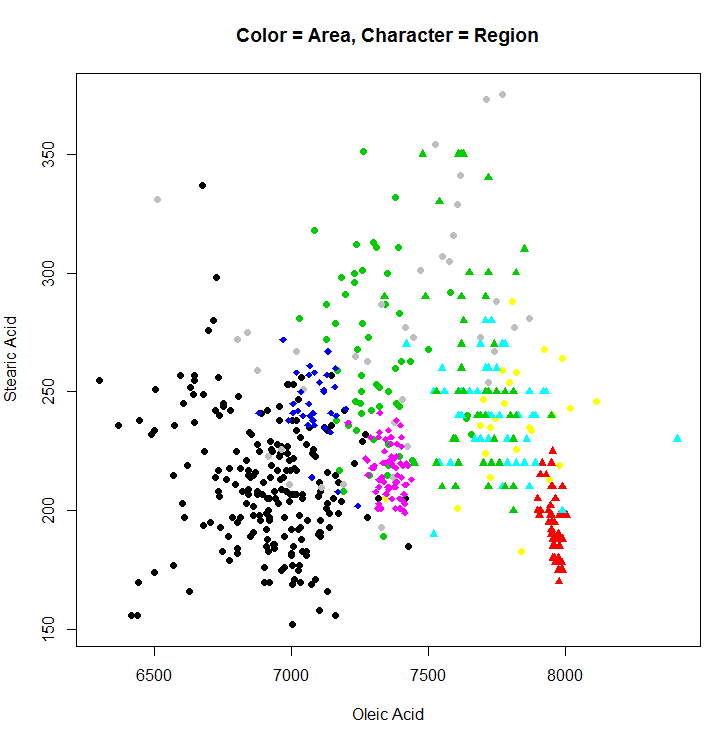 Color = Area, Character = Region
Stearic Acid
350
300
250
200
150
6500 7000 7500 8000
Oleic Acid